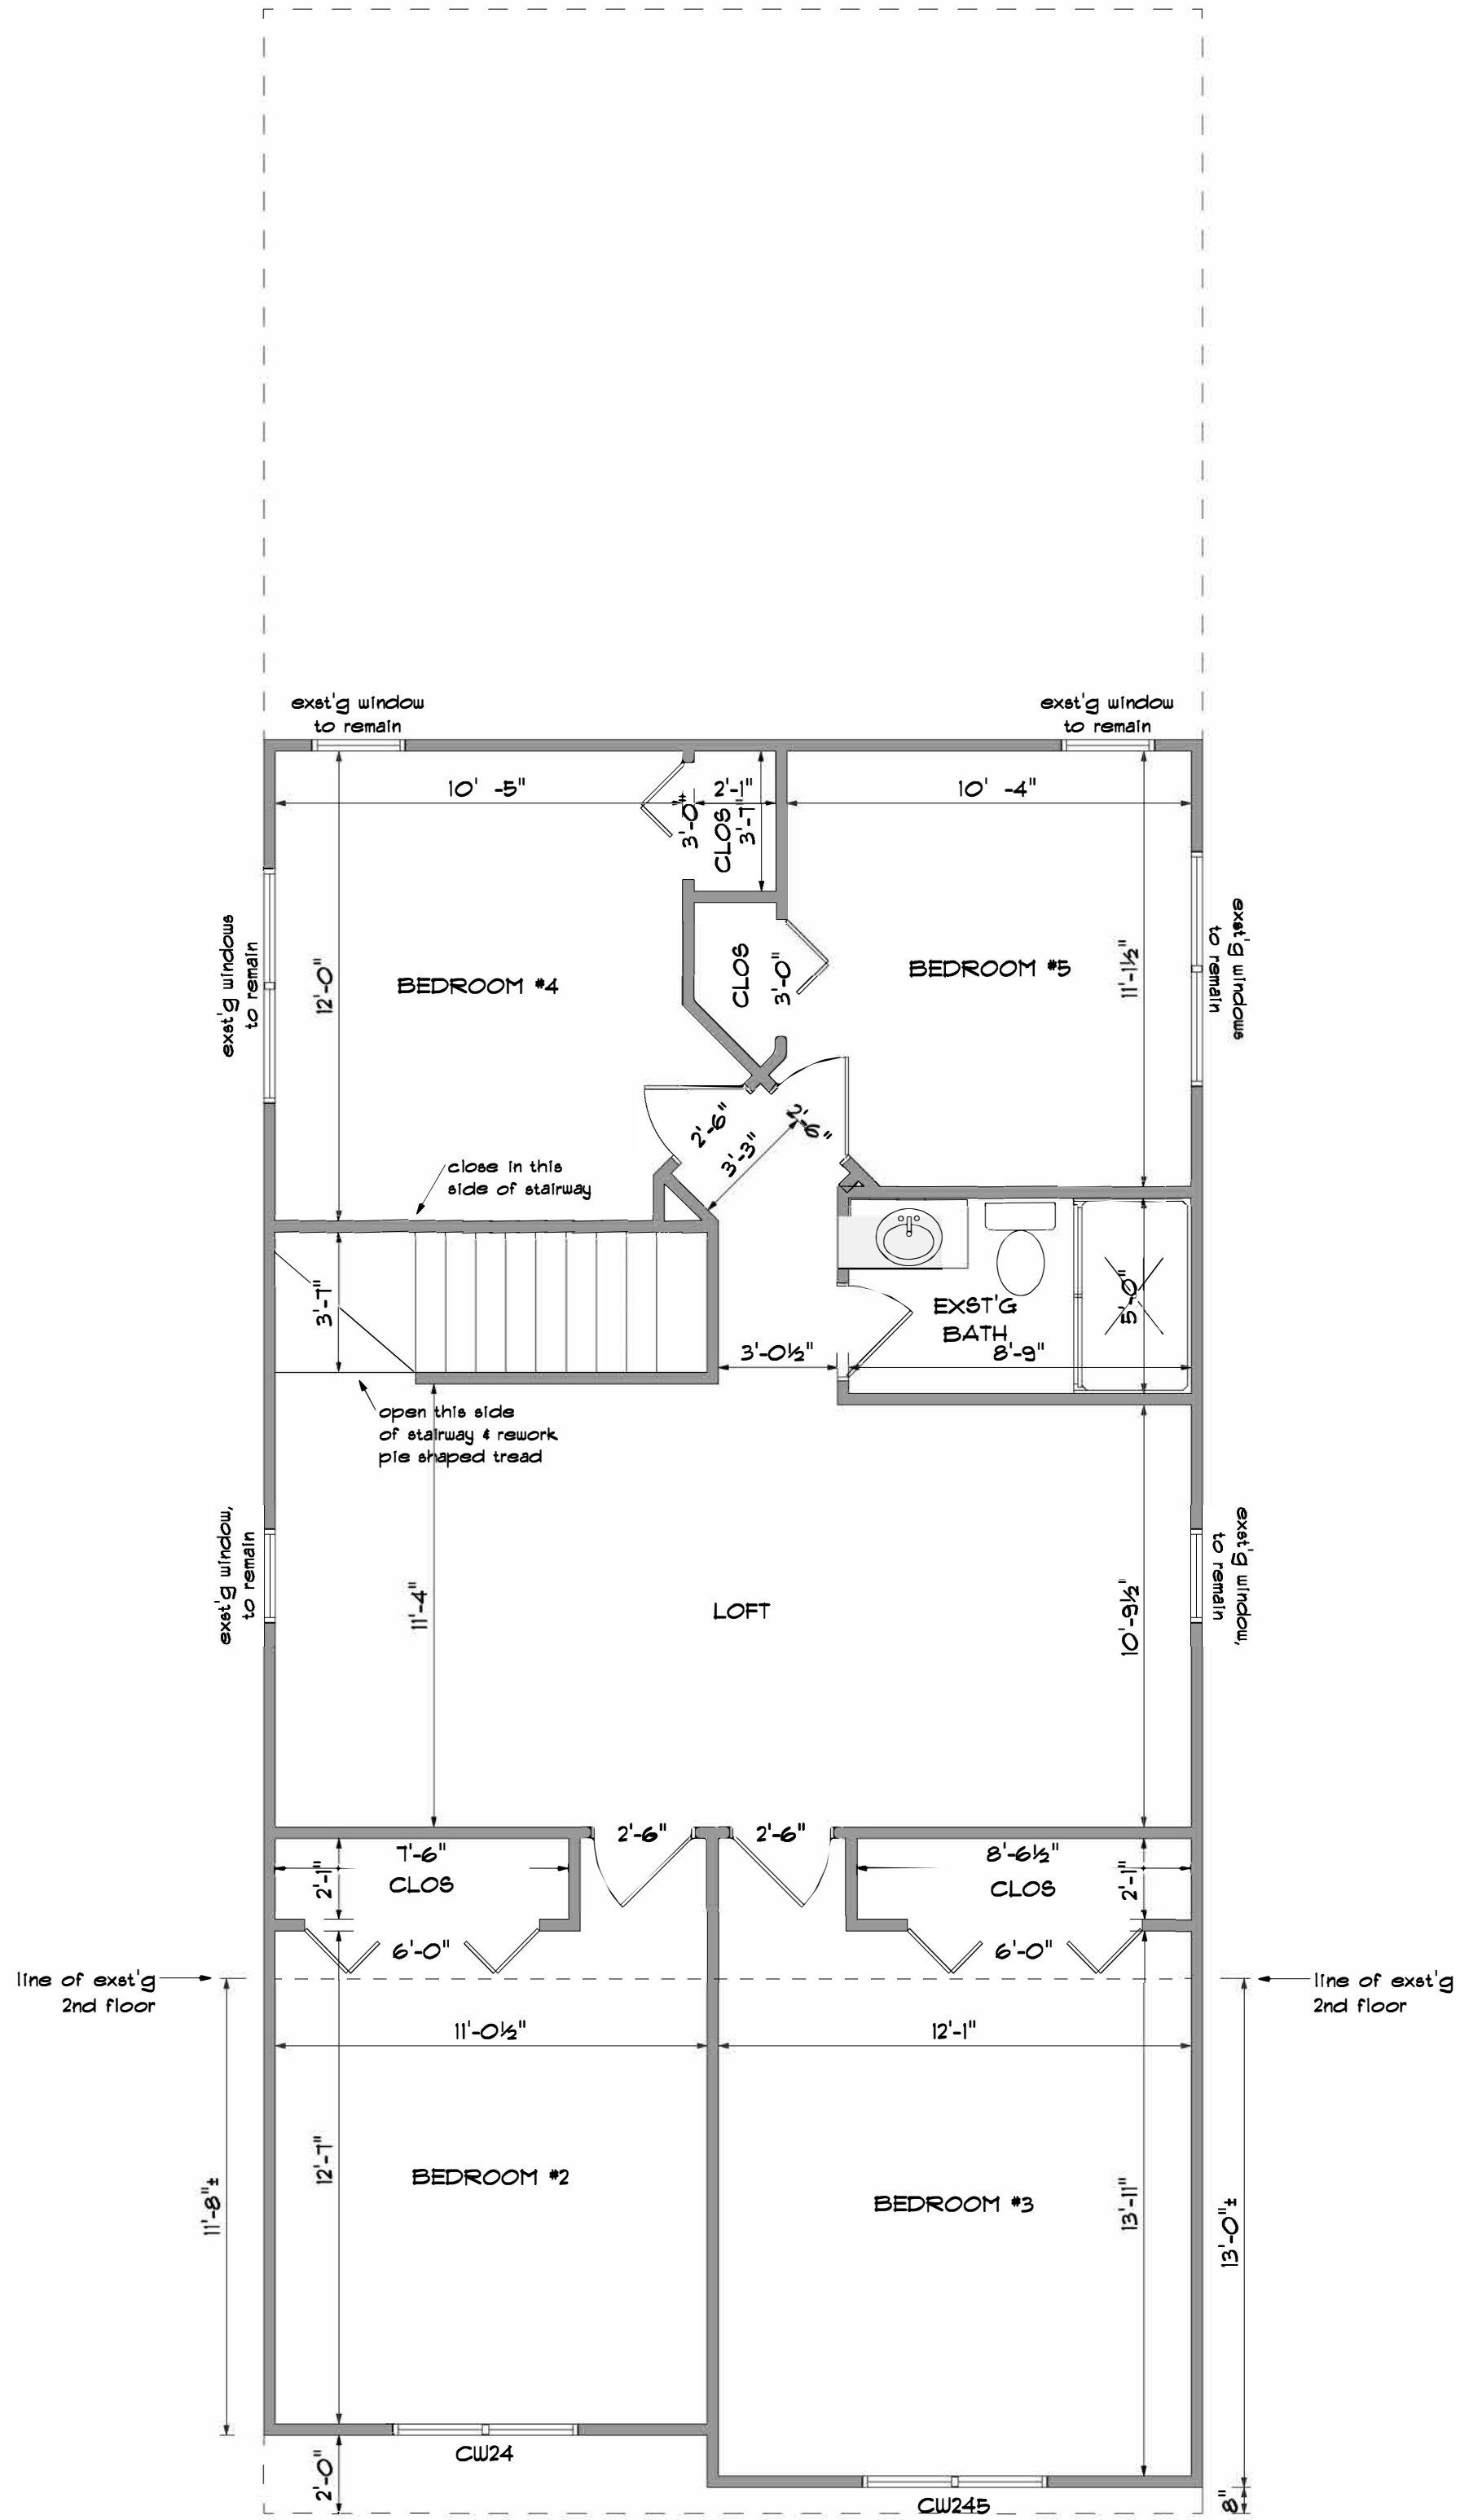 exst'g window
to remain
exst'g window
to remain
10' -5"
2'-1"
10' -4"
3'-0"
CLOS
3'-7"
exst'g windows
to remain
12'-0"
BEDROOM #4
CLOS
3'-0"
BEDROOM #5
11'-1½"
exst'g windows
to remain
2'-6"
2'-6"
3'-3"
close in this
side of stairway
3'-7"
EXST'G
BATH
5'-0"
3'-0½"
8'-9"
open this side
of stairway & rework
pie shaped tread
exst'g window,
to remain
11'-4"
LOFT
10'-9½"
exst'g window,
to remain
2'-6"
2'-6"
7'-6"
CLOS
2'-1"
8'-6½"
CLOS
2'-1"
6'-0"
6'-0"
line of exst'g
2nd floor
line of exst'g
2nd floor
11'-0½"
12'-1"
12'-7"
BEDROOM #2
BEDROOM #3
13'-11"
11'-8"±
13'-0"±
CW24
2'-0"
CW245
8"